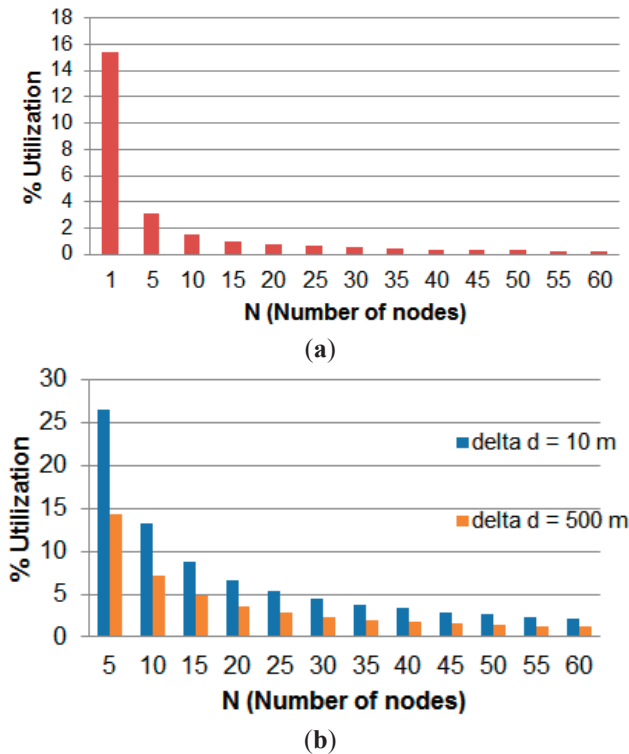 % Utilization
18
16
14
12
10
8
6
4
2
0
1 5 10 15 20 25 30 35 40 45 50 55 60
N (Number of nodes)
(a)
% Utilization
30
25
20
15
10
5
0
delta d = 10 m
delta d = 500 m
5 10 15 20 25 30 35 40 45 50 55 60
N (Number of nodes)
(b)